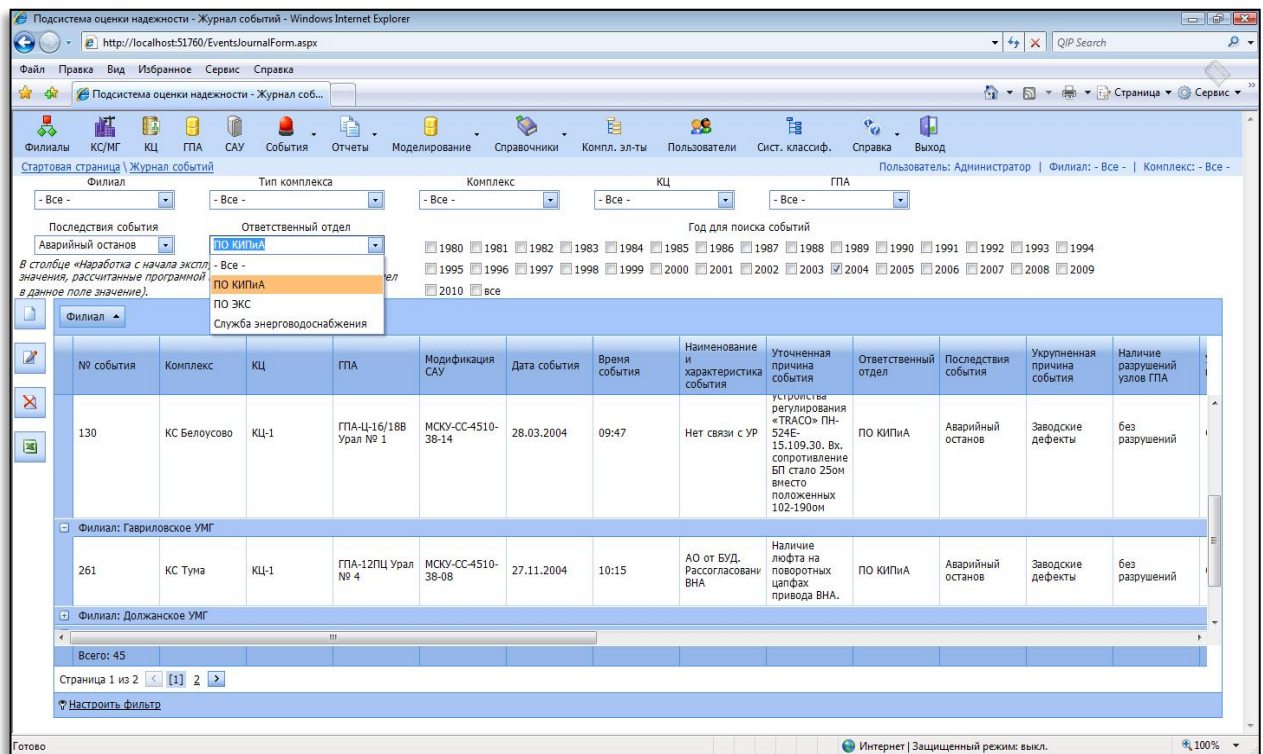 Подсистема оценки надежности - Журнал событий - Windows Internet Explorer
http://localhost:51760/EventsJournalForm.aspx
QIP Search
Файл Правка Вид Избранное Сервис Справка
Подсистема оценки надежности - Журнал соб...
Страница Сервис
Филиалы КС/МГ КЦ ГПА САУ События Отчеты Моделирование Справочники Компл. эл-ты Пользователи Сист. классиф. Справка Выход
Стартовая страница \ Журнал событий
Пользователь: Администратор | Филиал: - Все - | Комплекс: - Все -
Филиал Тип комплекса Комплекс КЦ ГПА
- Все - - Все - - Все - - Все - - Все -
Последствия события Ответственный отдел Год для поиска событий
Аварийный останов ПО КИПиА
1980 1981 1982 1983 1984 1985 1986 1987 1988 1989 1990 1991 1992 1993 1994
1995 1996 1997 1998 1999 2000 2001 2002 2003 2004 2005 2006 2007 2008 2009
2010 все
- Все -
ПО КИПиА
ПО ЭКС
Служба энерговодоснабжения
В столбце «Наработка с начала экспл
значения, рассчитанные программой
в данное поле значение).
Филиал
№ события
Комплекс
КЦ
ГПА
Модификация
САУ
Дата события
Время
события
Наименование
и
характеристика
события
Уточненная
причина
события
Ответственный
отдел
Последствия
события
Укрупненная
причина
события
Наличие
разрушений
узлов ГПА
130
КС Белоусово
КЦ-1
ГПА-Ц-16/18В
Урал № 1
МСКУ-СС-4510-
38-14
28.03.2004
09:47
Нет связи с УР
устройства
регулирования
«TRACO» ПН-
524Е-
15.109.30. Вх.
сопротивление
БП стало 25ом
вместо
положенных
102-190ом
ПО КИПиА
Аварийный
останов
Заводские
дефекты
без
разрушений
Филиал: Гавриловское УМГ
261
КС Тума
КЦ-1
ГПА-12ПЦ Урал
№ 4
МСКУ-СС-4510-
38-08
27.11.2004
10:15
АО от БУД.
Рассогласовани
ВНА
Наличие
люфта на
поворотных
цапфах
привода ВНА.
ПО КИПиА
Аварийный
останов
Заводские
дефекты
без
разрушений
Филиал: Должанское УМГ
Всего: 45
Страница 1 из 2 [1] 2
Настроить фильтр
Готово
Интернет | Защищенный режим: выкл.
100%